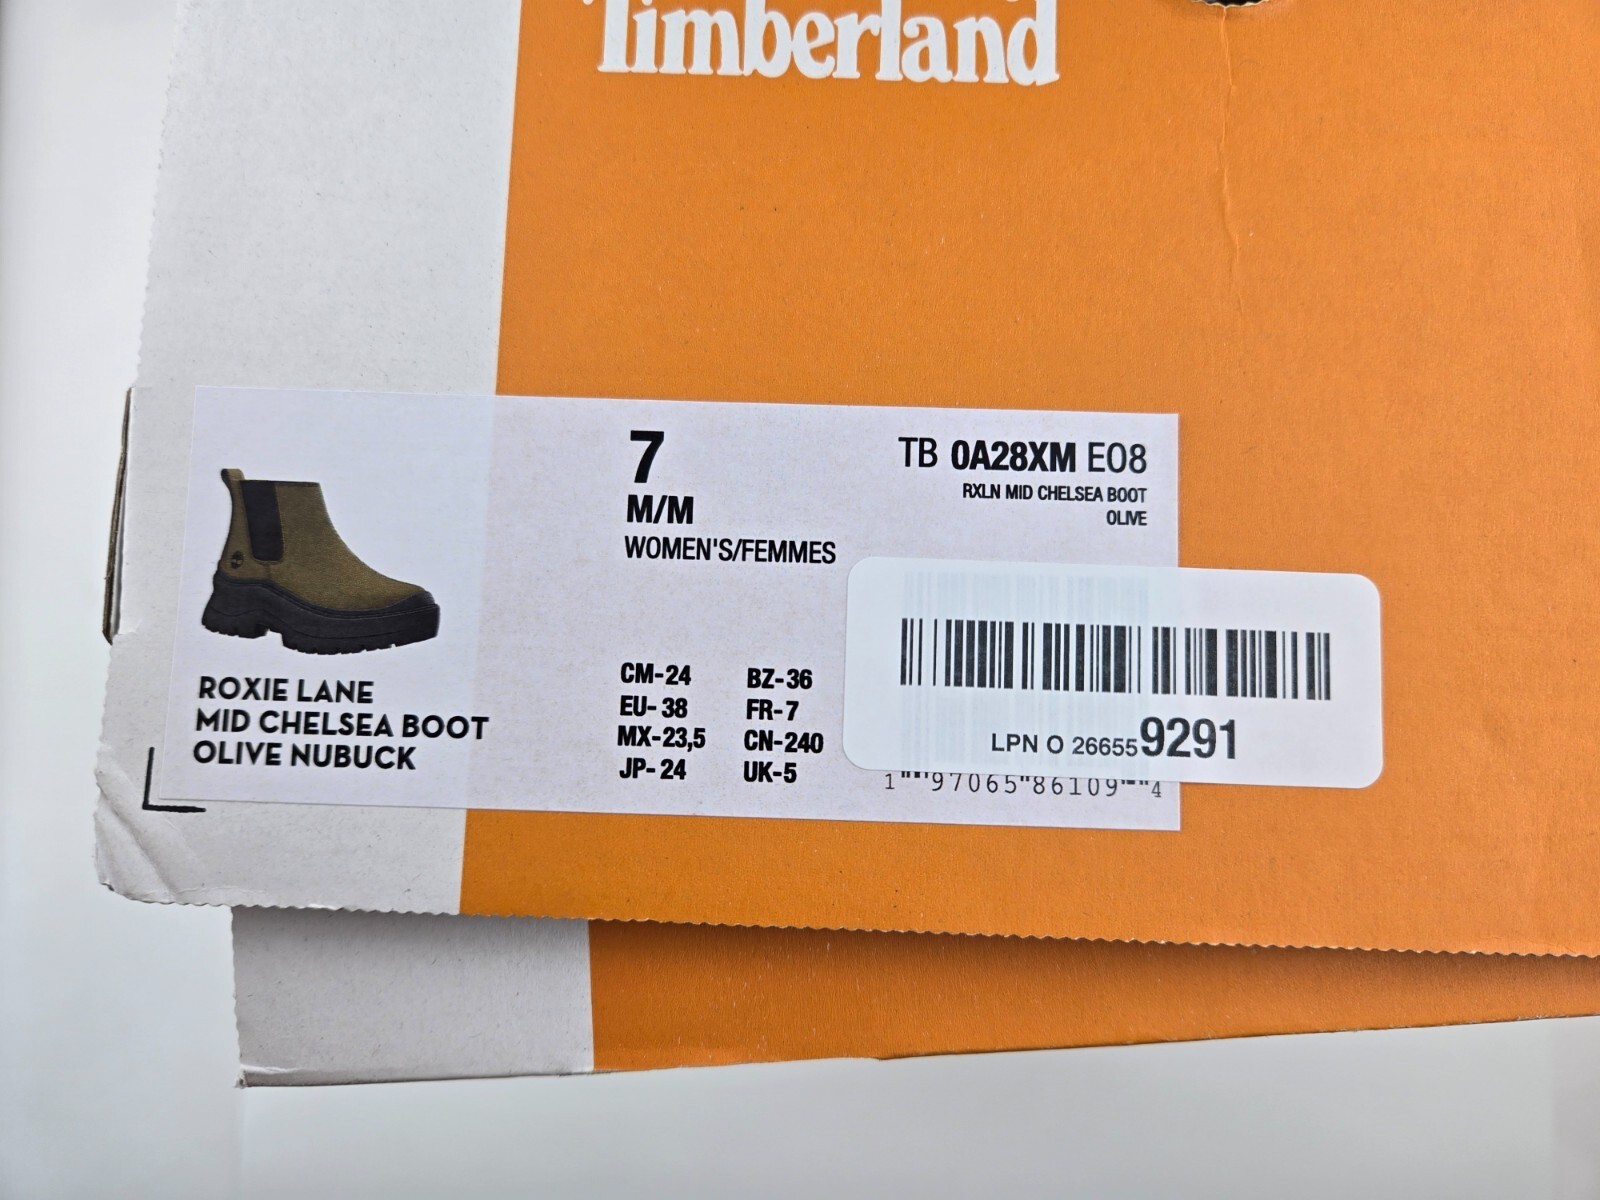 Timberland
7
M/M
WOMEN'S/FEMMES
TB 0A28XM E08
RXLN MID CHELSEA BOOT
OLIVE
ROXIE LANE
MID CHELSEA BOOT
OLIVE NUBUCK
CM-24 BZ-36
EU-38 FR-7
MX-23,5 CN-240
JP-24 UK-5
LPN O 266559291
1 97065 86109 4